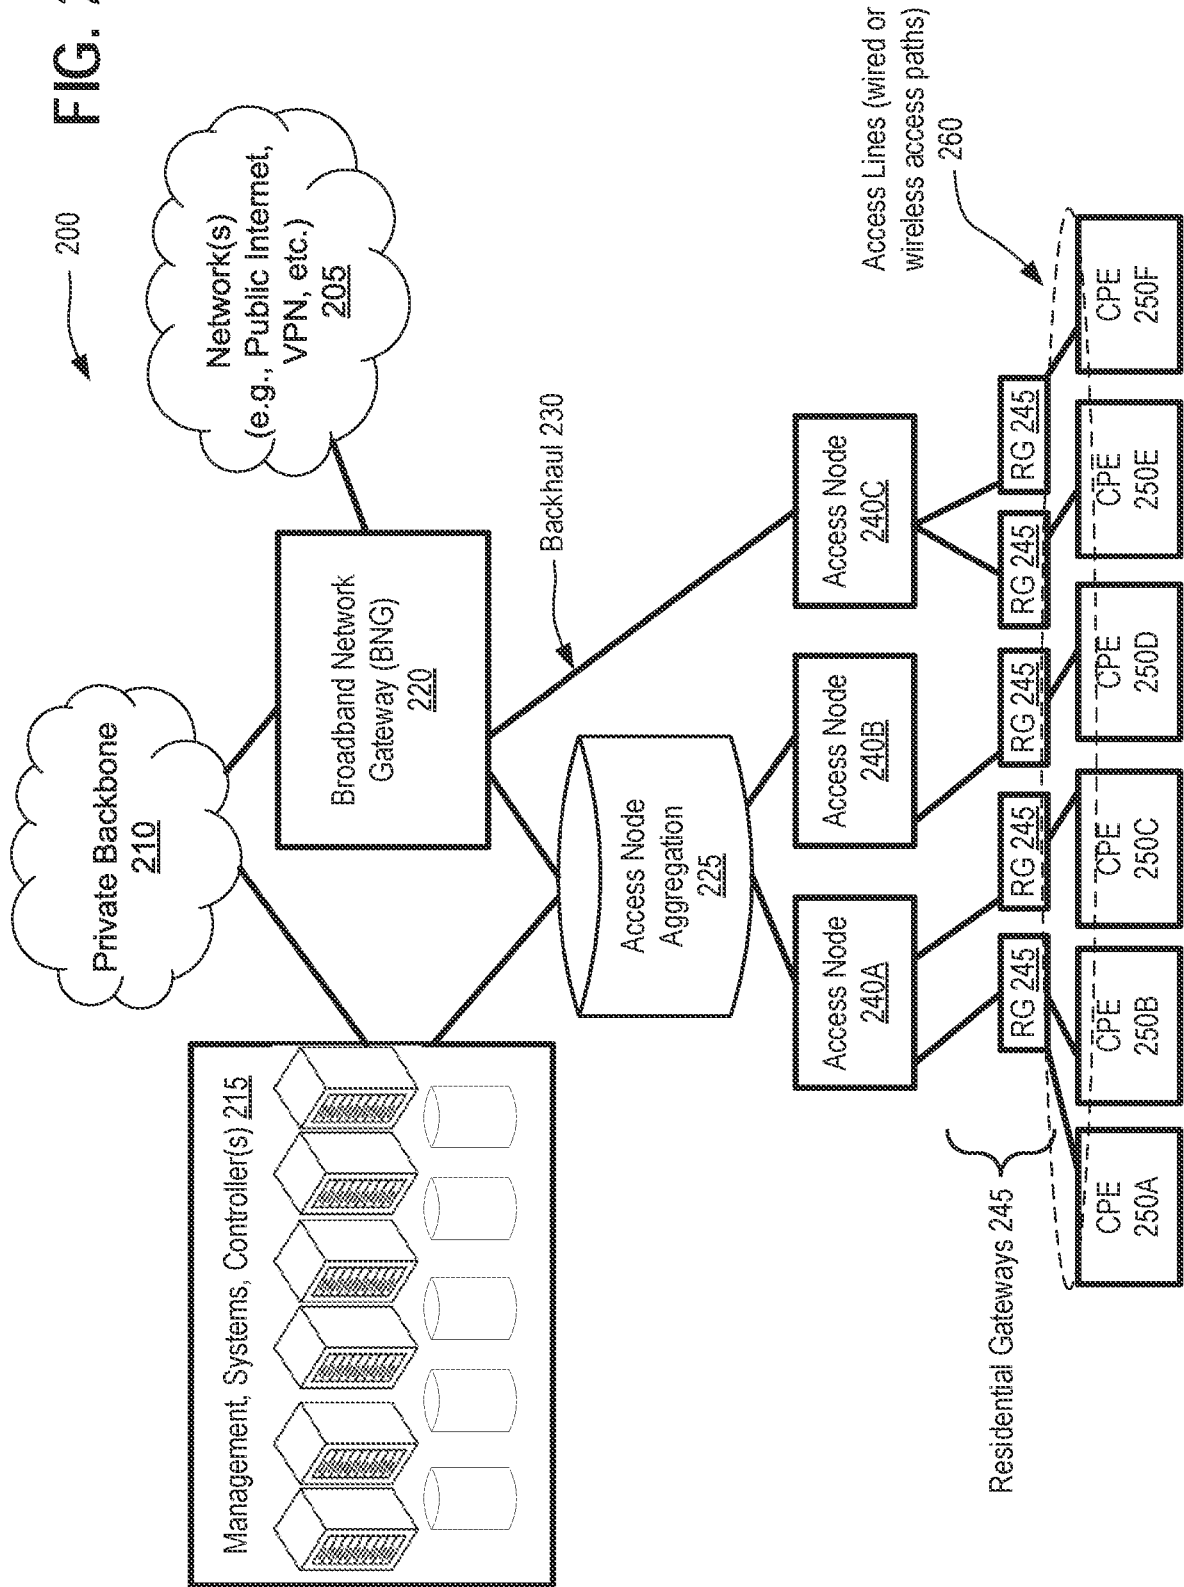 FIG.
200
Private Backbone
210
Network(s)
(e.g., Public Internet,
VPN, etc.)
205
Management, Systems, Controller(s) 215
Broadband Network
Gateway (BNG)
220
Backhaul 230
Access Node
Aggregation
225
Access Node
240A
Access Node
240B
Access Node
240C
Access Lines (wired or
wireless access paths)
260
Residential Gateways 245
RG 245
RG 245
RG 245
RG 245
RG 245
CPE
250A
CPE
250B
CPE
250C
CPE
250D
CPE
250E
CPE
250F